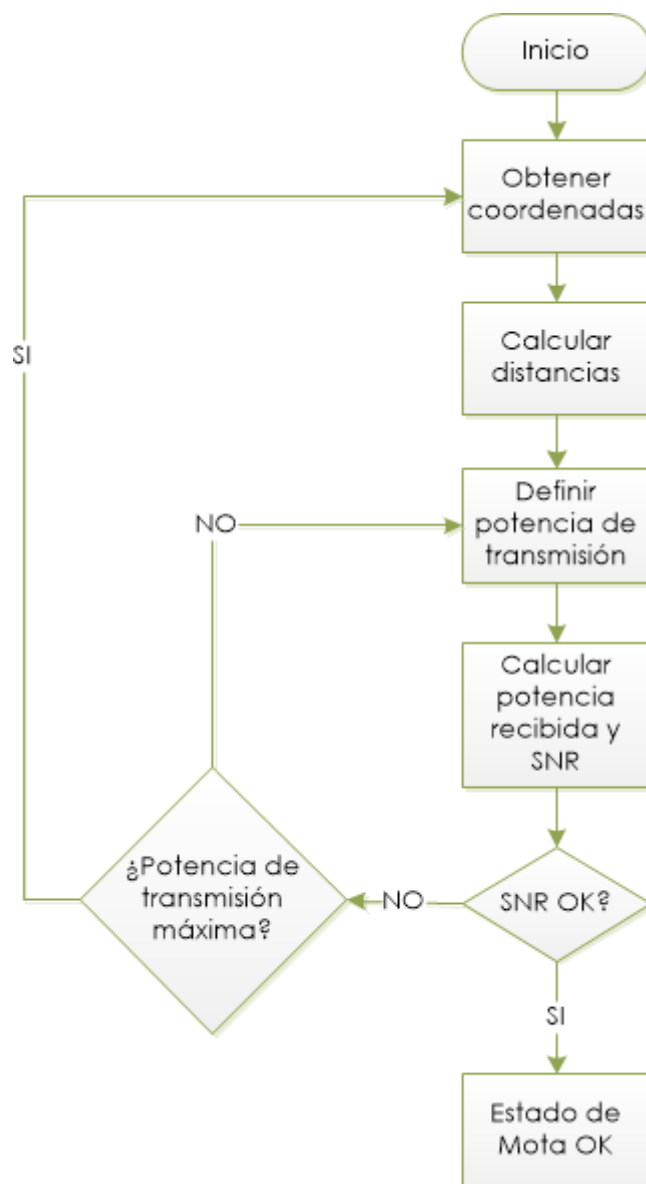 Inicio
Obtener
coordenadas
Calcular
distancias
SI
Definir
potencia de
transmisión
NO
Calcular
potencia
recibida y
SNR
¿Potencia de
transmisión
máxima?
NO
SNR OK?
SI
Estado de
Mota OK